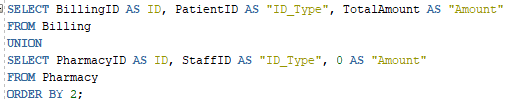 SELECT BillingID AS ID, PatientID AS "ID_Type", TotalAmount AS "Amount"
FROM Billing
UNION
SELECT PharmacyID AS ID, StaffID AS "ID_Type", 0 AS "Amount"
FROM Pharmacy
ORDER BY 2;